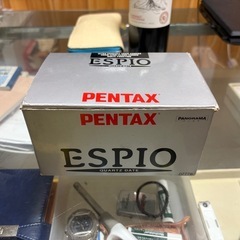 ESPIO
PENTAX
PENTAX
PANORAMA
ESPIO
QUARTZ DATE